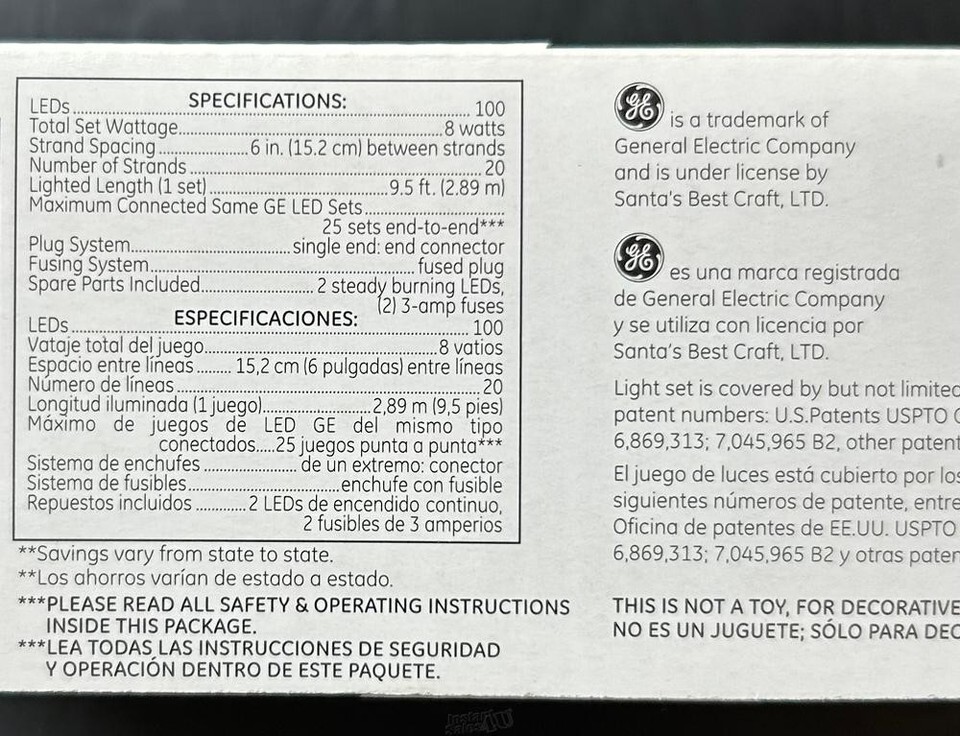 SPECIFICATIONS:
LEDs.....100
Total Set Wattage.....8 watts
Strand Spacing.....6 in. (15.2 cm) between strands
Number of Strands.....20
Lighted Length (1 set).....9.5 ft. (2.89 m)
Maximum Connected Same GE LED Sets.....
25 sets end-to-end***
Plug System.....single end: end connector
Fusing System.....fused plug
Spare Parts Included.....2 steady burning LEDs,
(2) 3-amp fuses
ESPECIFICACIONES:
LEDs.....100
Vataje total del juego.....8 vatios
Espacio entre líneas.....15,2 cm (6 pulgadas) entre líneas
Número de líneas.....20
Longitud iluminada (1 juego).....2,89 m (9,5 pies)
Máximo de juegos de LED GE del mismo tipo
conectados.....25 juegos punta a punta***
Sistema de enchufes.....de un extremo: conector
Sistema de fusibles.....enchufe con fusible
Repuestos incluidos.....2 LEDs de encendido continuo,
2 fusibles de 3 amperios
**Savings vary from state to state.
**Los ahorros varían de estado a estado.
***PLEASE READ ALL SAFETY & OPERATING INSTRUCTIONS
INSIDE THIS PACKAGE.
***LEA TODAS LAS INSTRUCCIONES DE SEGURIDAD
Y OPERACIÓN DENTRO DE ESTE PAQUETE.
GE is a trademark of
General Electric Company
and is under license by
Santa's Best Craft, LTD.
GE es una marca registrada
de General Electric Company
y se utiliza con licencia por
Santa's Best Craft, LTD.
Light set is covered by but not limited
patent numbers: U.S.Patents USPTO
6,869,313; 7,045,965 B2, other patent
El juego de luces está cubierto por los
siguientes números de patente, entre
Oficina de patentes de EE.UU. USPTO
6,869,313; 7,045,965 B2 y otras paten
THIS IS NOT A TOY, FOR DECORATIVE
NO ES UN JUGUETE; SÓLO PARA DEC